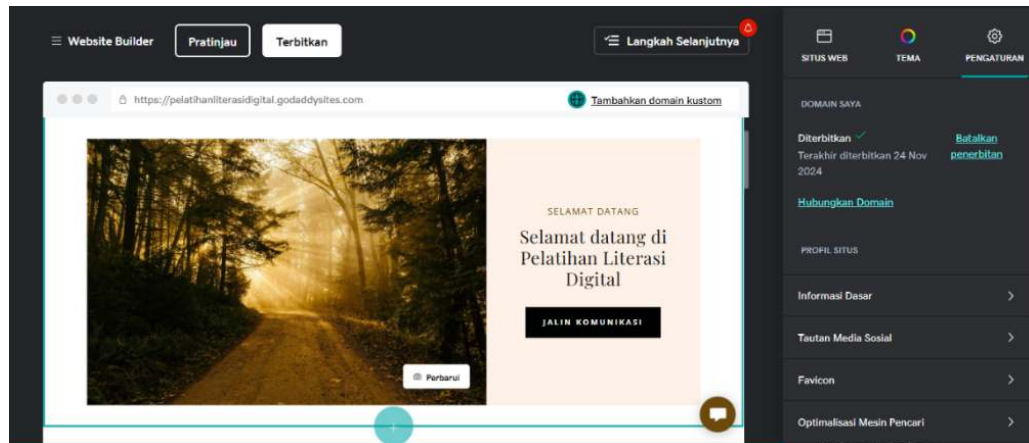 Website Builder
Pratinjau
Terbitkan
Langkah Selanjutnya
https://pelatihanliterasidigital.godaddysites.com
Tambahkan domain kustom
SELAMAT DATANG
Selamat datang di
Pelatihan Literasi
Digital
JALIN KOMUNIKASI
Perbarui
SITUS WEB
TEMA
PENGATURAN
DOMAIN SAYA
Diterbitkan
Terakhir diterbitkan 24 Nov
2024
Batalkan
penerbitan
Hubungkan Domain
PROFIL SITUS
Informasi Dasar
Tautan Media Sosial
Favicon
Optimalisasi Mesin Pencari